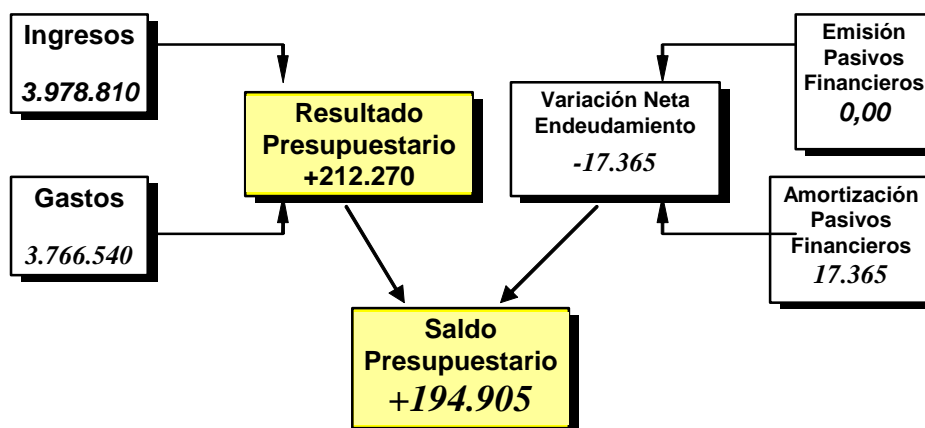 Ingresos
3.978.810
Gastos
3.766.540
Resultado
Presupuestario
+212.270
Variación Neta
Endeudamiento
-17.365
Emisión
Pasivos
Financieros
0,00
Amortización
Pasivos
Financieros
17.365
Saldo
Presupuestario
+194.905